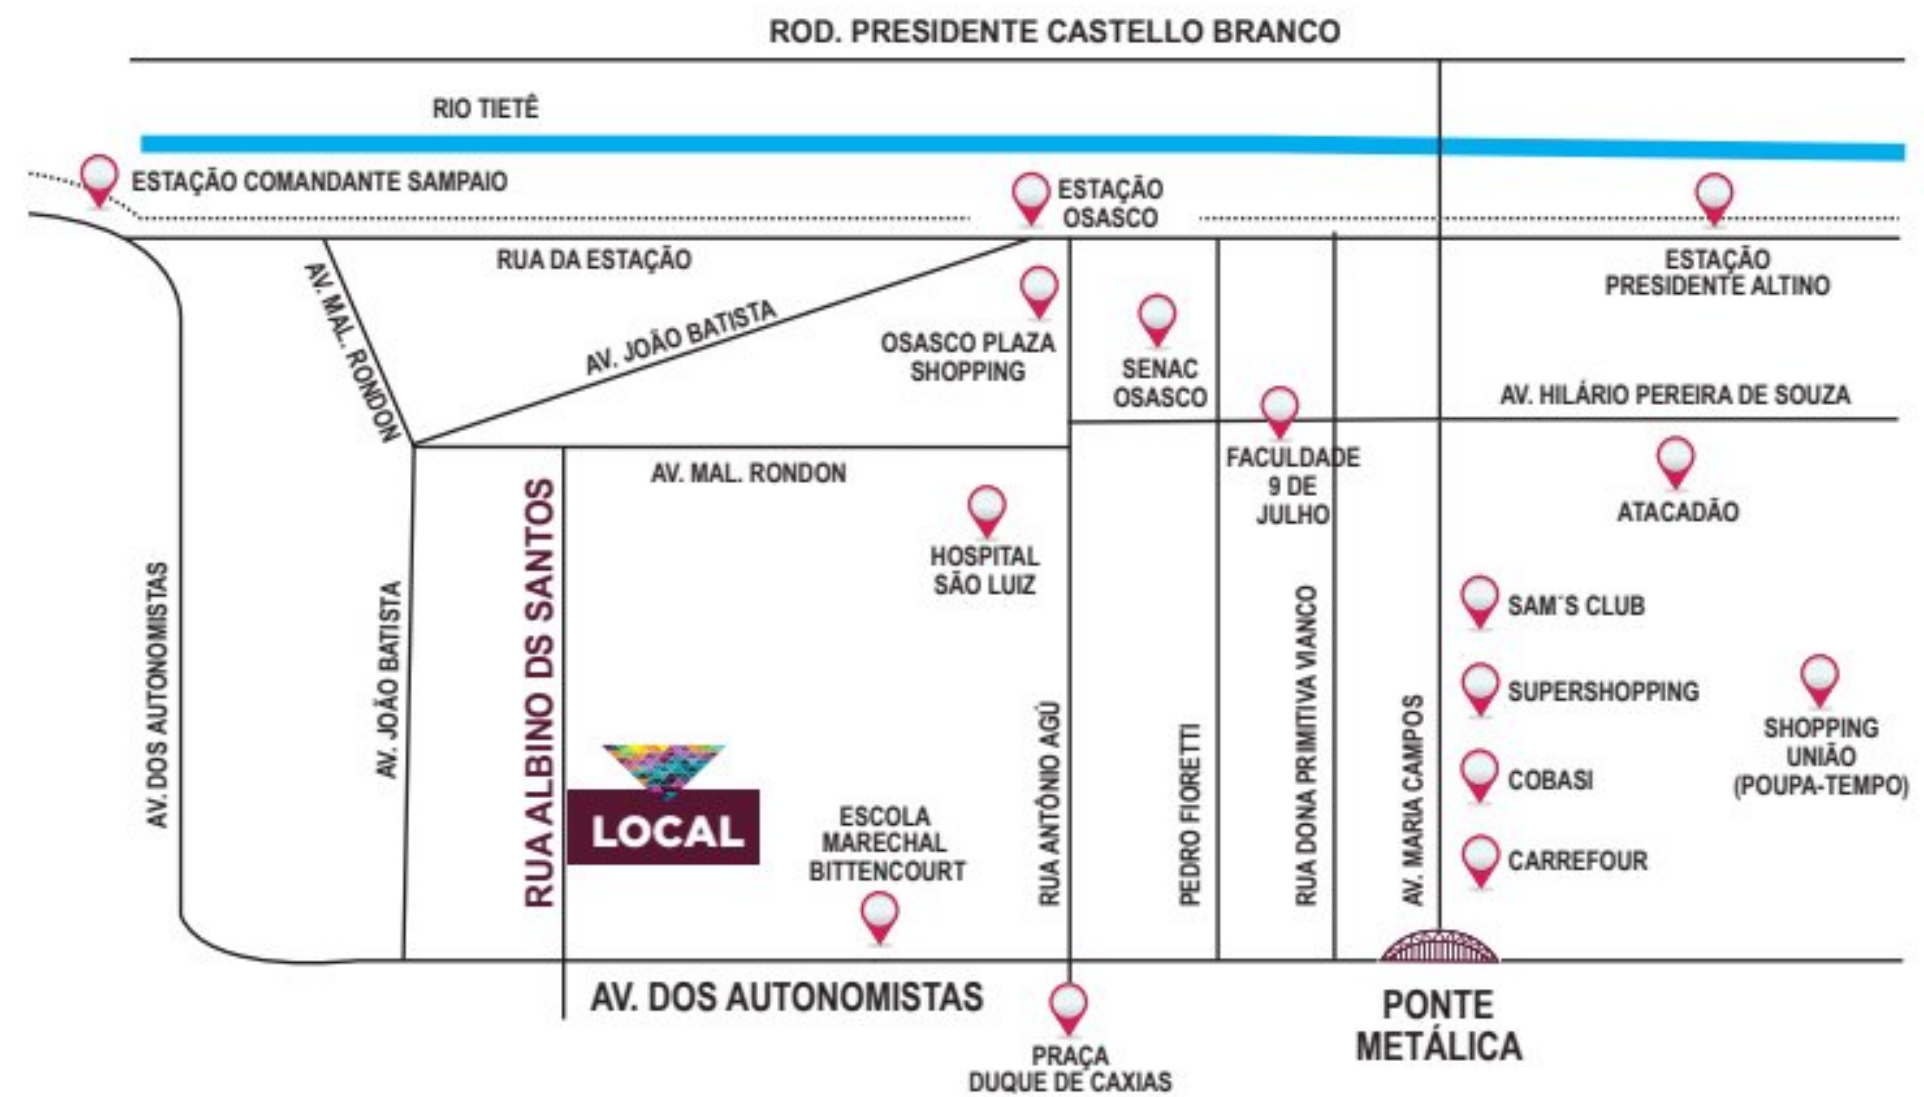 ROD. PRESIDENTE CASTELLO BRANCO
RIO TIETÊ
ESTAÇÃO COMANDANTE SAMPAIO
ESTAÇÃO
OSASCO
RUA DA ESTAÇÃO
ESTAÇÃO
PRESIDENTE ALTINO
AV. MAL. RONDON
AV. JOÃO BATISTA
OSASCO PLAZA
SHOPPING
SENAC
OSASCO
AV. HILÁRIO PEREIRA DE SOUZA
AV. MAL. RONDON
FACULDADE
9 DE
JULHO
ATACADÃO
HOSPITAL
SÃO LUIZ
AV. DOS AUTONOMISTAS
AV. JOÃO BATISTA
RUA ALBINO DS SANTOS
LOCAL
ESCOLA
MARECHAL
BITTENCOURT
RUA ANTÔNIO AGÚ
PEDRO FIORETTI
RUA DONA PRIMITIVA VIANCO
AV. MARIA CAMPOS
SAM´S CLUB
SUPERSHOPPING
COBASI
CARREFOUR
SHOPPING
UNIÃO
(POUPA-TEMPO)
AV. DOS AUTONOMISTAS
PONTE
METÁLICA
PRAÇA
DUQUE DE CAXIAS